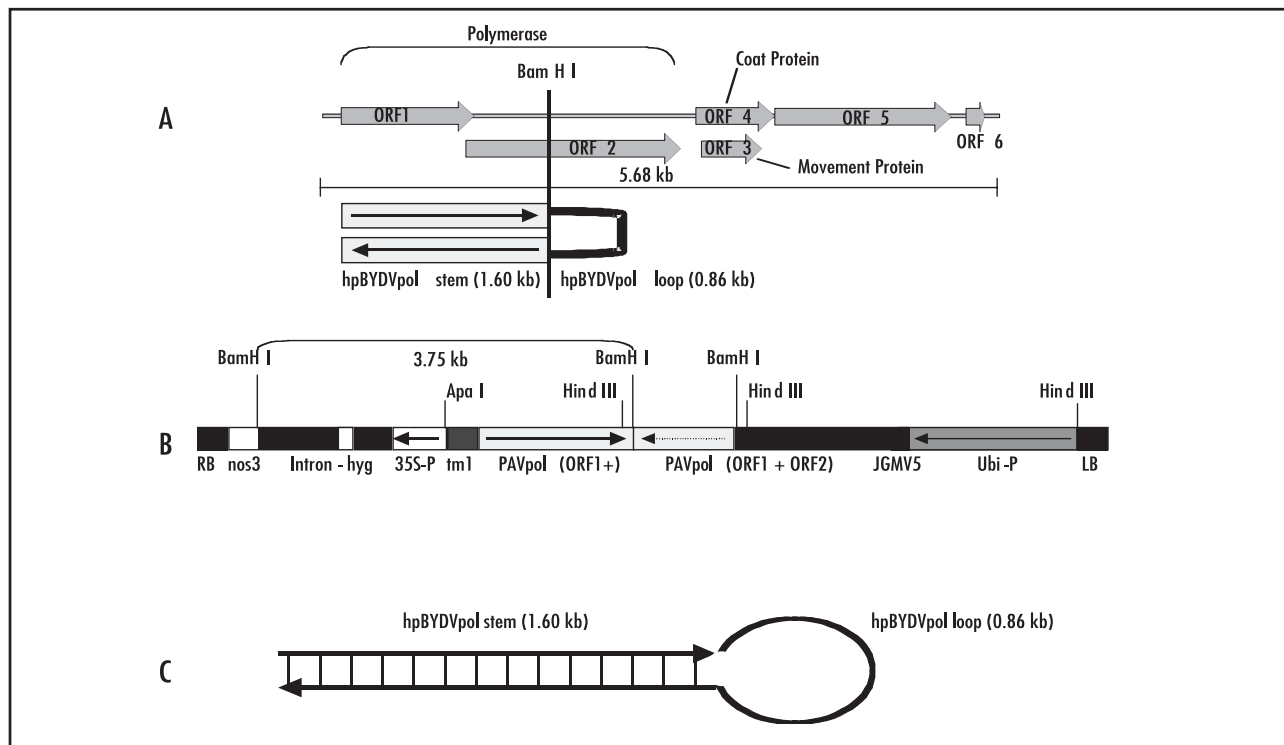 Polymerase
Coat Protein
Bam H I
A
ORF1
ORF 4
ORF 5
ORF 6
ORF 2
ORF 3
Movement Protein
5.68 kb
hpBYDVpol stem (1.60 kb) hpBYDVpol loop (0.86 kb)
BamH I
3.75 kb
BamH I
BamH I
Apa I
Hind III
Hind III
Hind III
B
RB nos3 Intron - hyg 35S-P tm1 PAVpol (ORF1+) PAVpol (ORF1 + ORF2) JGMV5 Ubi -P LB
hpBYDVpol stem (1.60 kb)
hpBYDVpol loop (0.86 kb)
C